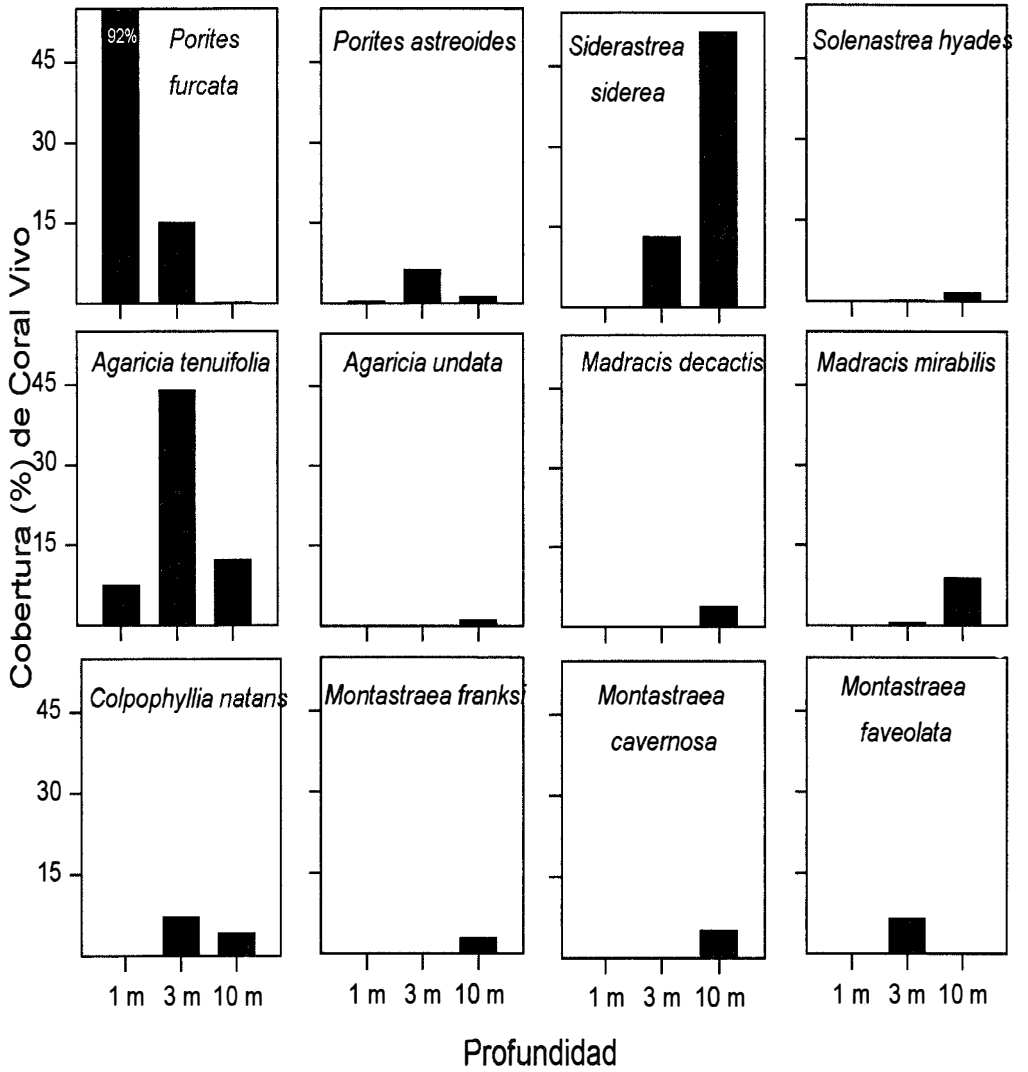 Cobertura (%) de Coral Vivo
45
30
15
92%
Porites
furcata
Porites astreoides
Siderastrea
siderea
Solenastrea hyades
45
30
15
Agaricia tenuifolia
Agaricia undata
Madracis decactis
Madracis mirabilis
45
30
15
Colpophyllia natans
Montastraea franksi
Montastraea
cavernosa
Montastraea
faveolata
1 m 3 m 10 m
1 m 3 m 10 m
1 m 3 m 10 m
1 m 3 m 10 m
Profundidad